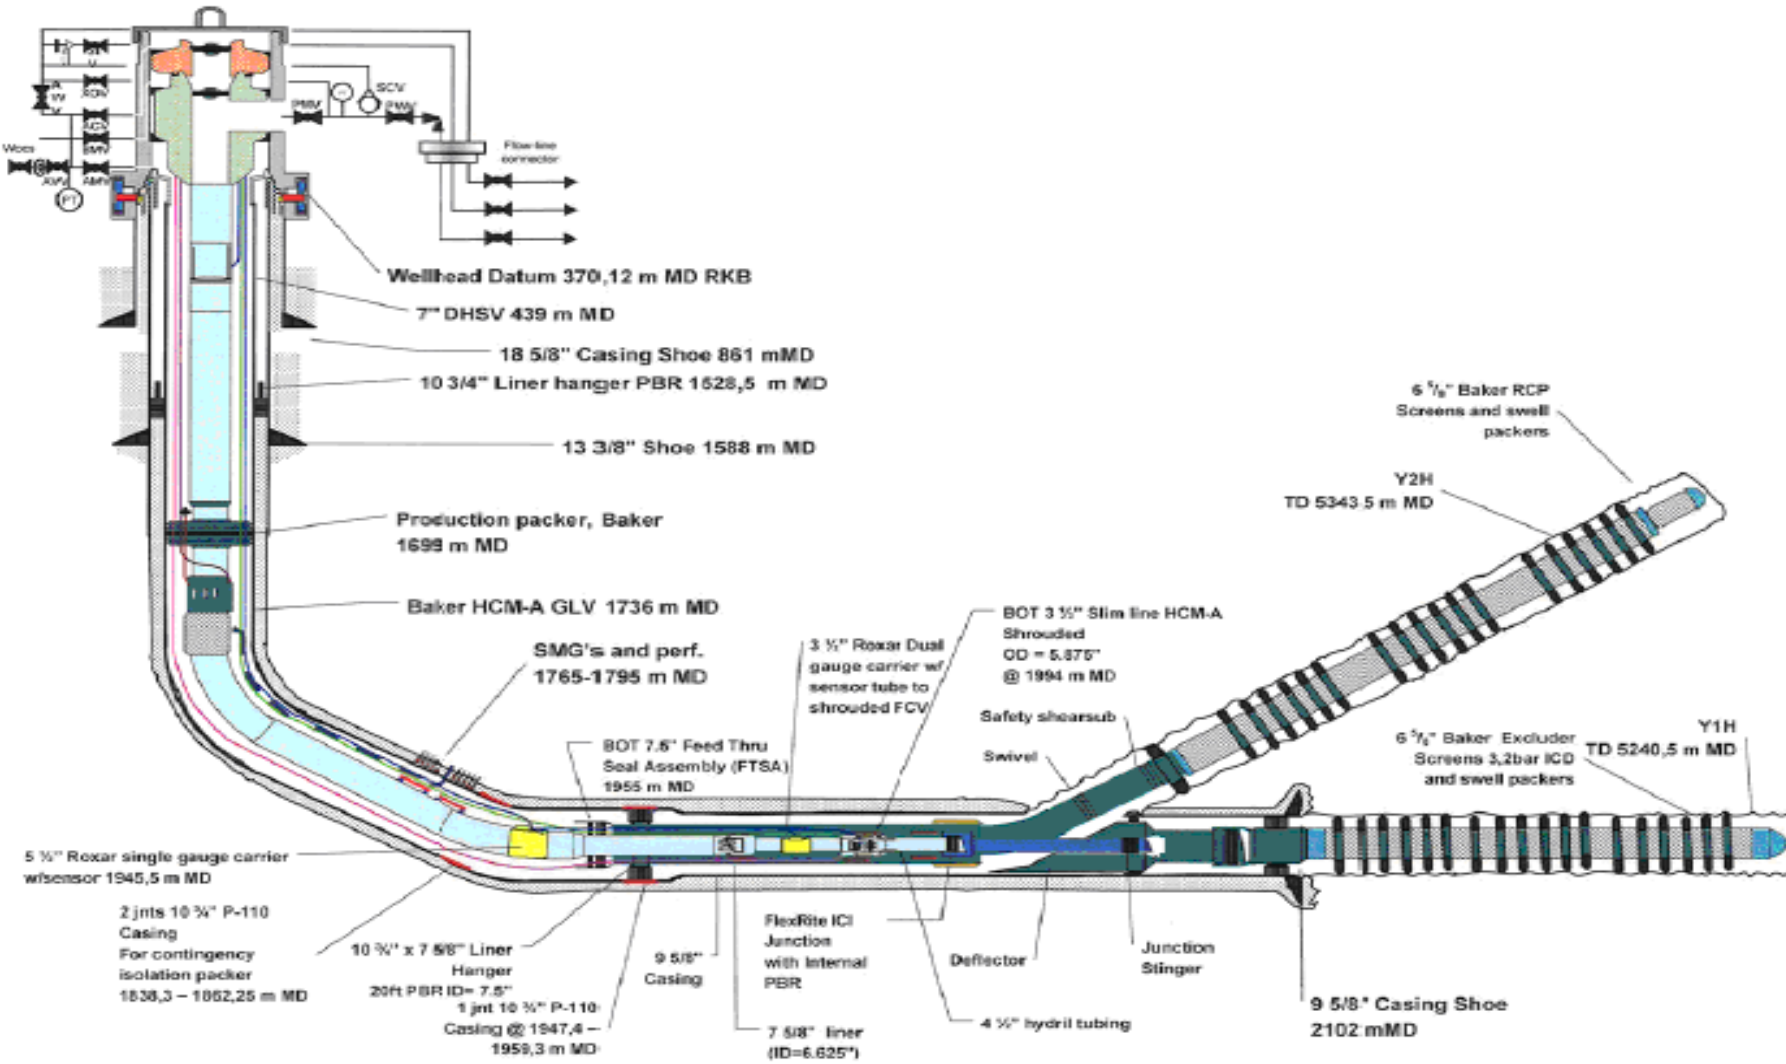 SCV
PMV
PWV
Flow-line
connector
Woes
AMV
PT
Wellhead Datum 370,12 m MD RKB
7" DHSV 439 m MD
18 5/8" Casing Shoe 861 mMD
10 3/4" Liner hanger PBR 1528,5 m MD
13 3/8" Shoe 1588 m MD
Production packer, Baker
1699 m MD
Baker HCM-A GLV 1736 m MD
SMG's and perf.
1765-1795 m MD
BOT 7.5" Feed Thru
Seal Assembly (FTSA)
1955 m MD
3 ½" Roxar Dual
gauge carrier w/
sensor tube to
shrouded FCV
BOT 3 ½" Slim line HCM-A
Shrouded
OD = 5.875"
@ 1994 m MD
Safety shearsub
Swivel
6 ⁵/₈" Baker RCP
Screens and swell
packers
Y2H
TD 5343,5 m MD
Y1H
TD 5240,5 m MD
6 ⁵/₈" Baker Excluder
Screens 3,2bar ICD
and swell packers
5 ½" Roxar single gauge carrier
w/sensor 1945,5 m MD
2 jnts 10 ¾" P-110
Casing
For contingency
isolation packer
1838,3 – 1862,25 m MD
10 ¾" x 7 5/8" Liner
Hanger
20ft PBR ID= 7.5"
1 jnt 10 ¾" P-110
Casing @ 1947,4 –
1959,3 m MD
9 5/8"
Casing
7 5/8" liner
(ID=6.625")
FlexRite ICI
Junction
with Internal
PBR
4 ½" hydril tubing
Deflector
Junction
Stinger
9 5/8" Casing Shoe
2102 mMD